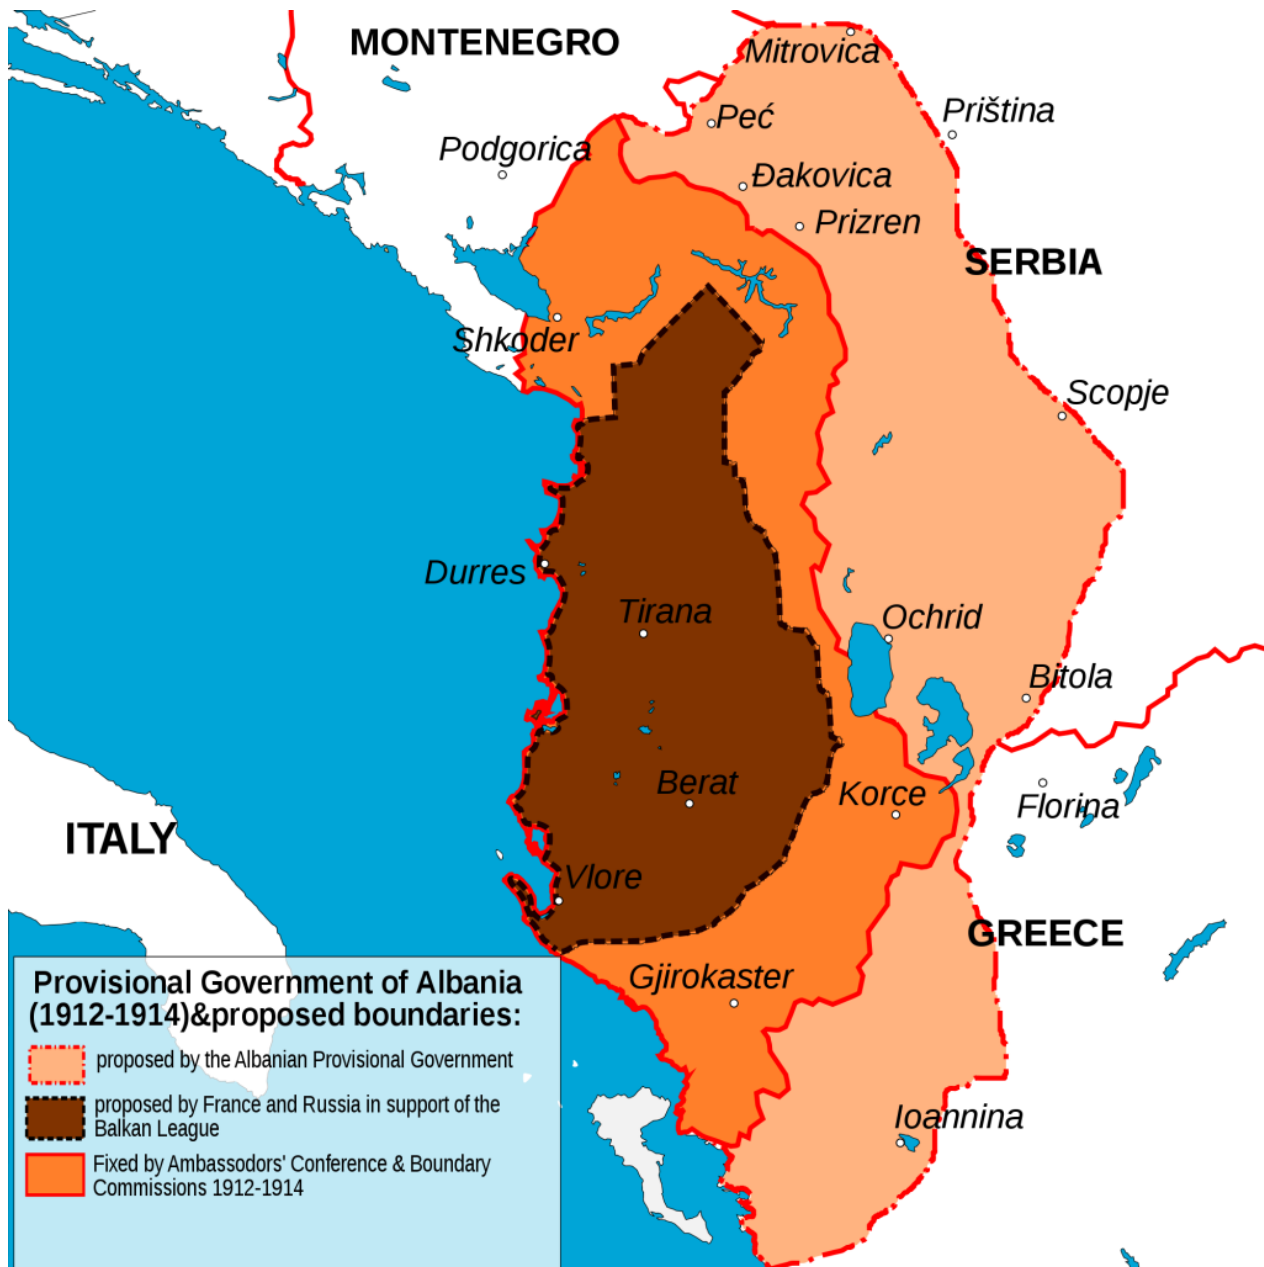 MONTENEGRO
Mitrovica
Peć
Priština
Podgorica
Đakovica
Prizren
SERBIA
Shkoder
Scopje
Durres
Tirana
Ochrid
Bitola
Berat
Korce
Florina
ITALY
Vlore
GREECE
Gjirokaster
Ioannina
Provisional Government of Albania
(1912-1914)&proposed boundaries:
proposed by the Albanian Provisional Government
proposed by France and Russia in support of the
Balkan League
Fixed by Ambassodors' Conference & Boundary
Commissions 1912-1914